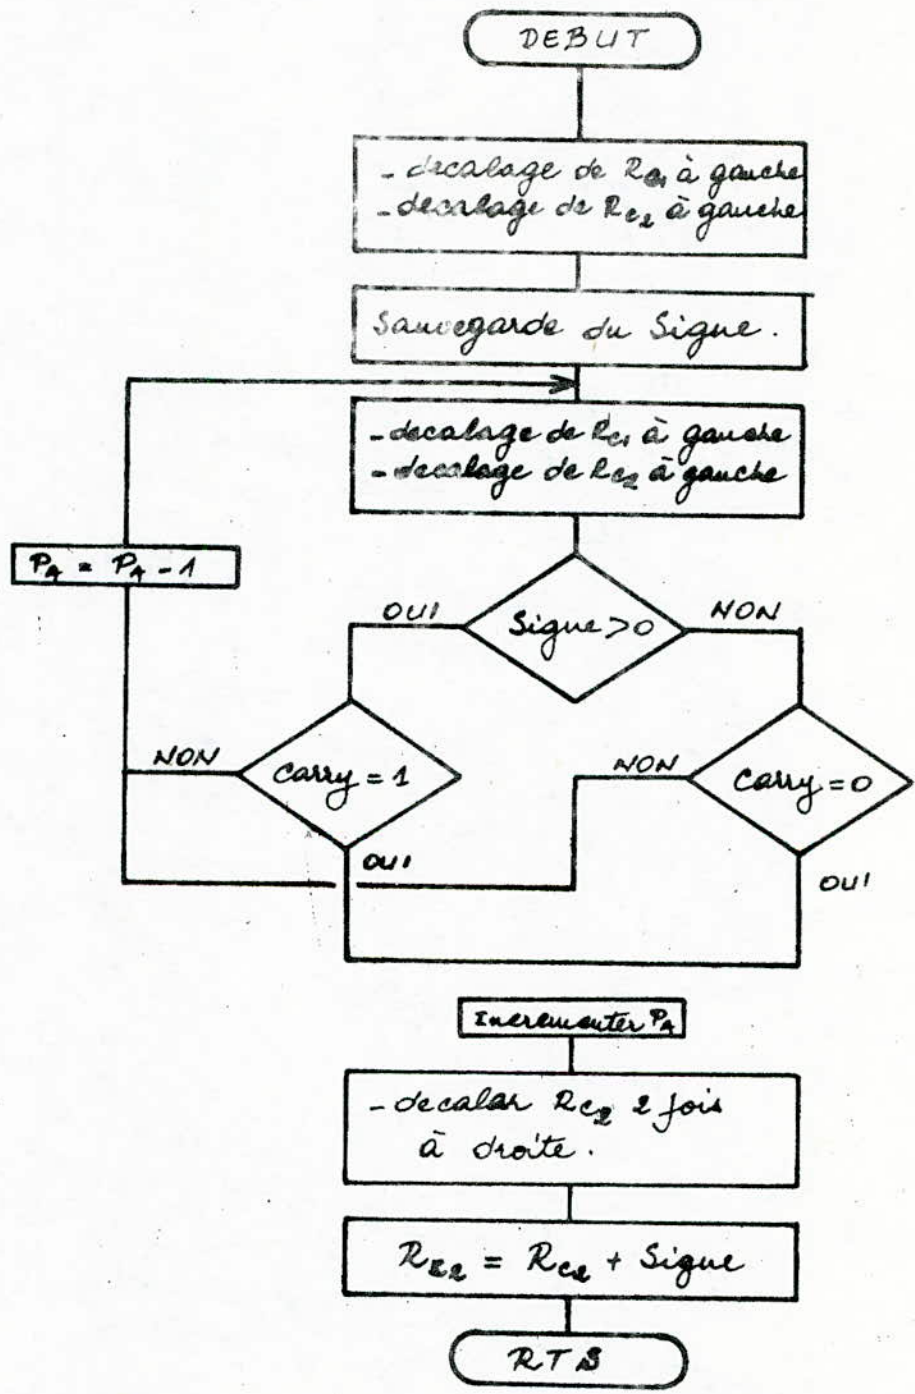 DEBUT
- decalage de RC1 à gauche
- decalage de RC2 à gauche
Sauvegarde du Signe.
- decalage de RC1 à gauche
- decalage de RC2 à gauche
PA = PA - 1
OUI
Signe > 0
NON
NON
Carry = 1
NON
Carry = 0
OUI
OUI
Incrementer PA
- decalar RC2 2 fois
à droite.
= RC2 + Signe
RTS